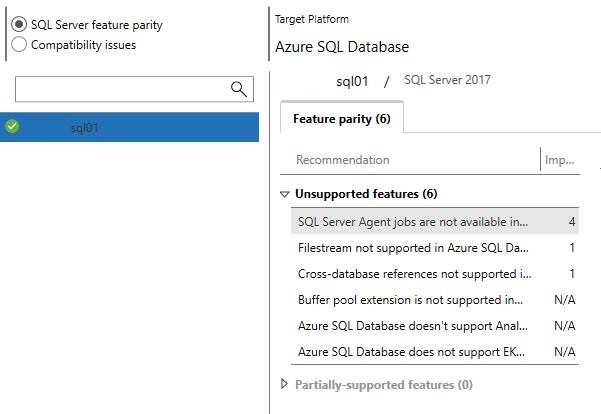 SQL Server feature parity
Compatibility issues
sql01
Target Platform
Azure SQL Database
sql01 / SQL Server 2017
Feature parity (6)
Recommendation Imp...
Unsupported features (6)
SQL Server Agent jobs are not available in... 4
Filestream not supported in Azure SQL Da... 1
Cross-database references not supported i... 1
Buffer pool extension is not supported in... N/A
Azure SQL Database doesn't support Anal... N/A
Azure SQL Database does not support EK... N/A
Partially-supported features (0)